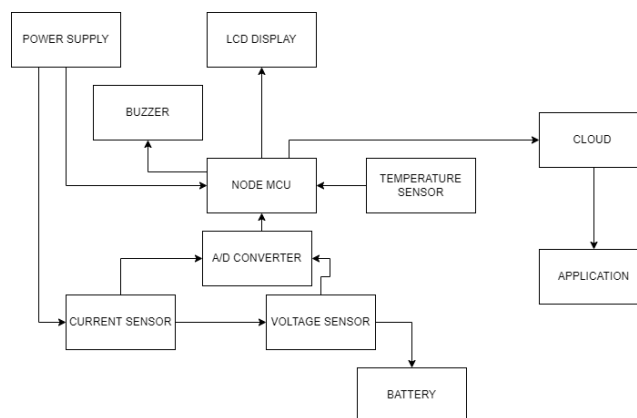 POWER SUPPLY
LCD DISPLAY
BUZZER
CLOUD
NODE MCU
TEMPERATURE
SENSOR
A/D CONVERTER
APPLICATION
CURRENT SENSOR
VOLTAGE SENSOR
BATTERY